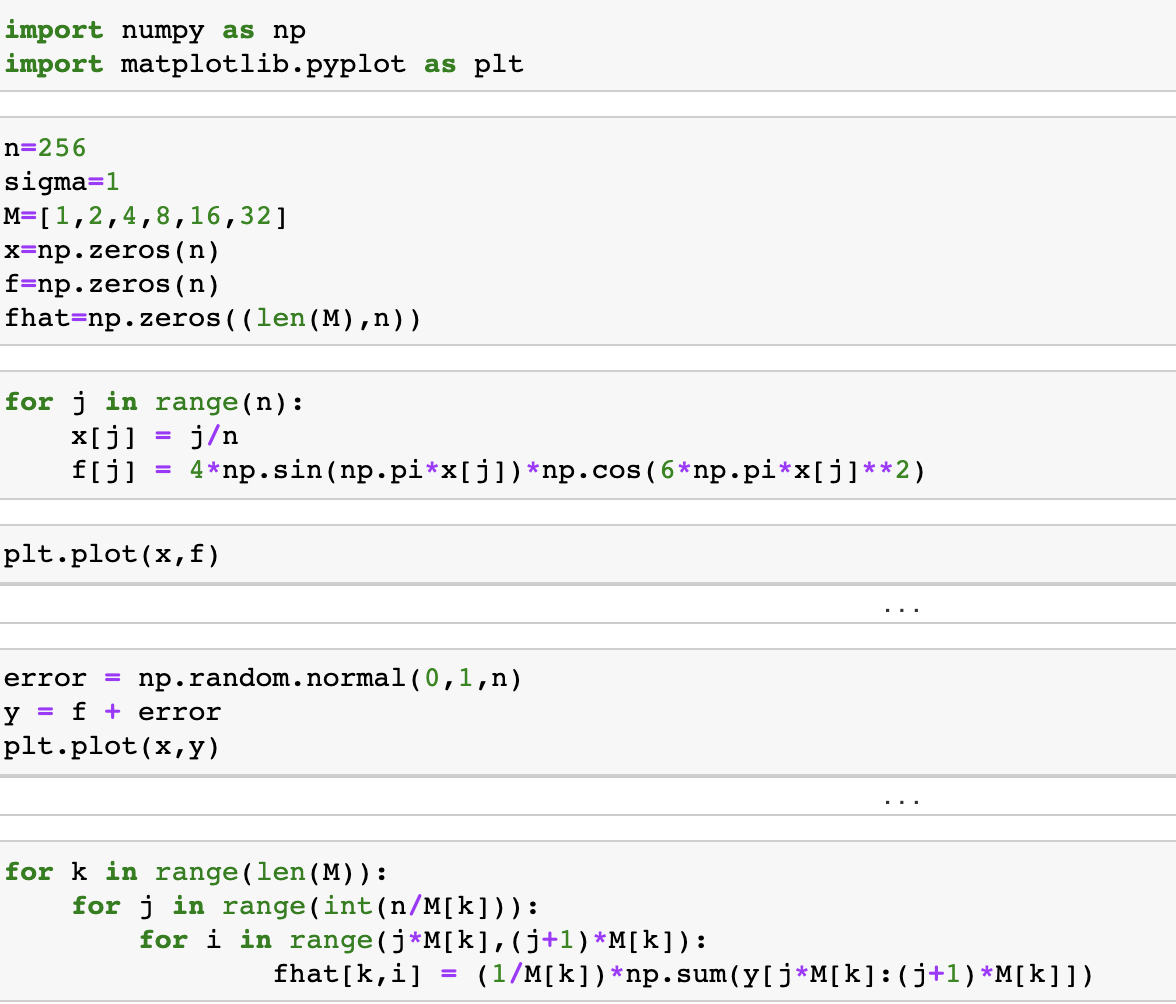 import numpy as np
import matplotlib.pyplot as plt
n=256
sigma=1
M=[1,2,4,8,16,32]
x=np.zeros(n)
f=np.zeros(n)
fhat=np.zeros((len(M),n))
for j in range(n):
    x[j] = j/n
    f[j] = 4*np.sin(np.pi*x[j])*np.cos(6*np.pi*x[j]**2)
plt.plot(x,f)
...
error = np.random.normal(0,1,n)
y = f + error
plt.plot(x,y)
...
for k in range(len(M)):
    for j in range(int(n/M[k])):
        for i in range(j*M[k],(j+1)*M[k]):
                fhat[k,i] = (1/M[k])*np.sum(y[j*M[k]:(j+1)*M[k]])